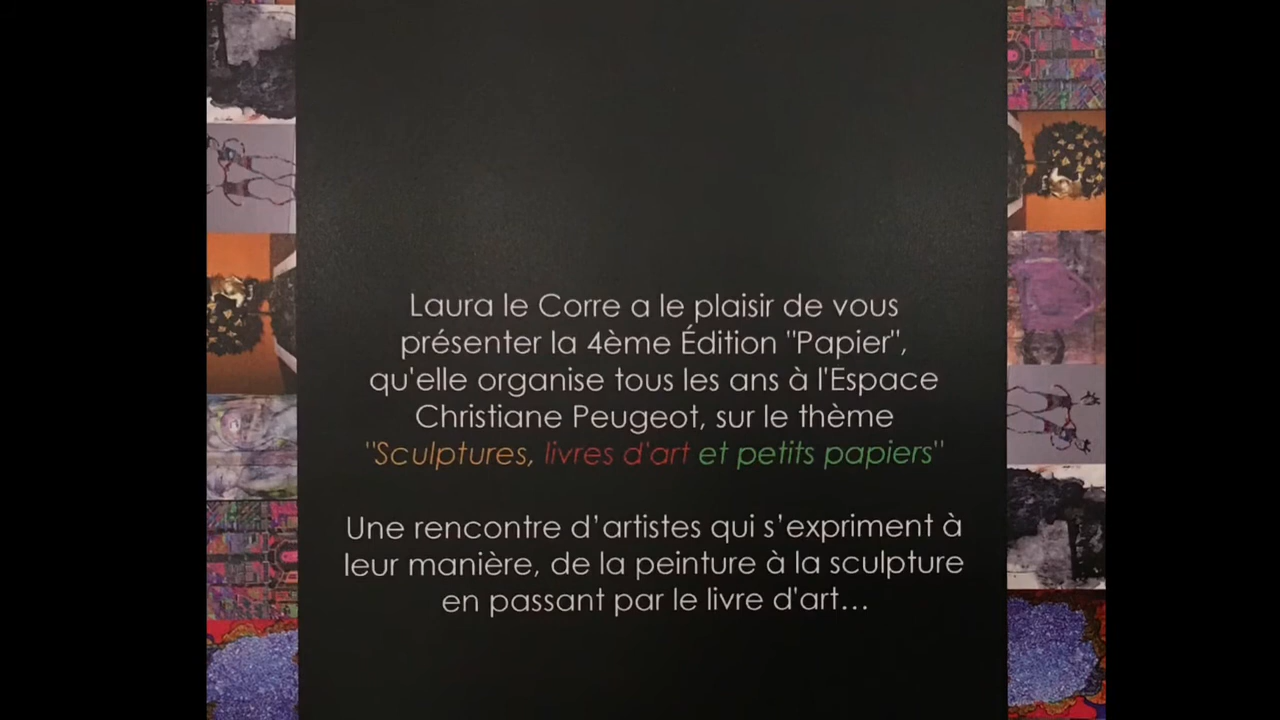 Laura le Corre a le plaisir de vous
présenter la 4ème Édition "Papier",
qu'elle organise tous les ans à l'Espace
Christiane Peugeot, sur le thème
"Sculptures, livres d'art et petits papiers"
Une rencontre d’artistes qui s’expriment à
leur manière, de la peinture à la sculpture
en passant par le livre d'art...